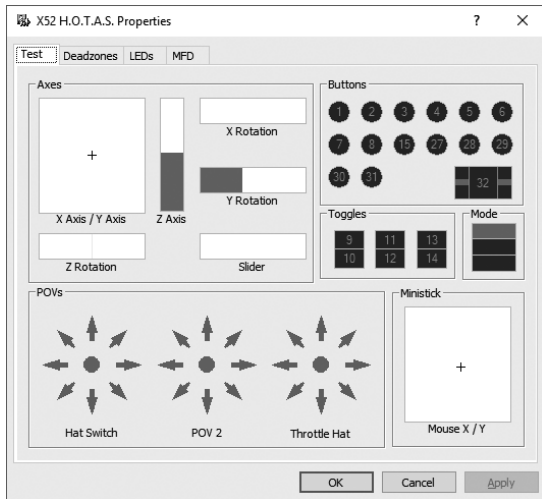 X52 H.O.T.A.S. Properties
?
Test Deadzones LEDs MFD
Axes
X Axis / Y Axis
Z Axis
X Rotation
Y Rotation
Z Rotation
Slider
Buttons
1 2 3 4 5 6
7 8 15 27 28 29
30 31 32
Toggles
9 11 13
10 12 14
Mode
POVs
Hat Switch
POV 2
Throttle Hat
Ministick
Mouse X / Y
OK Cancel Apply